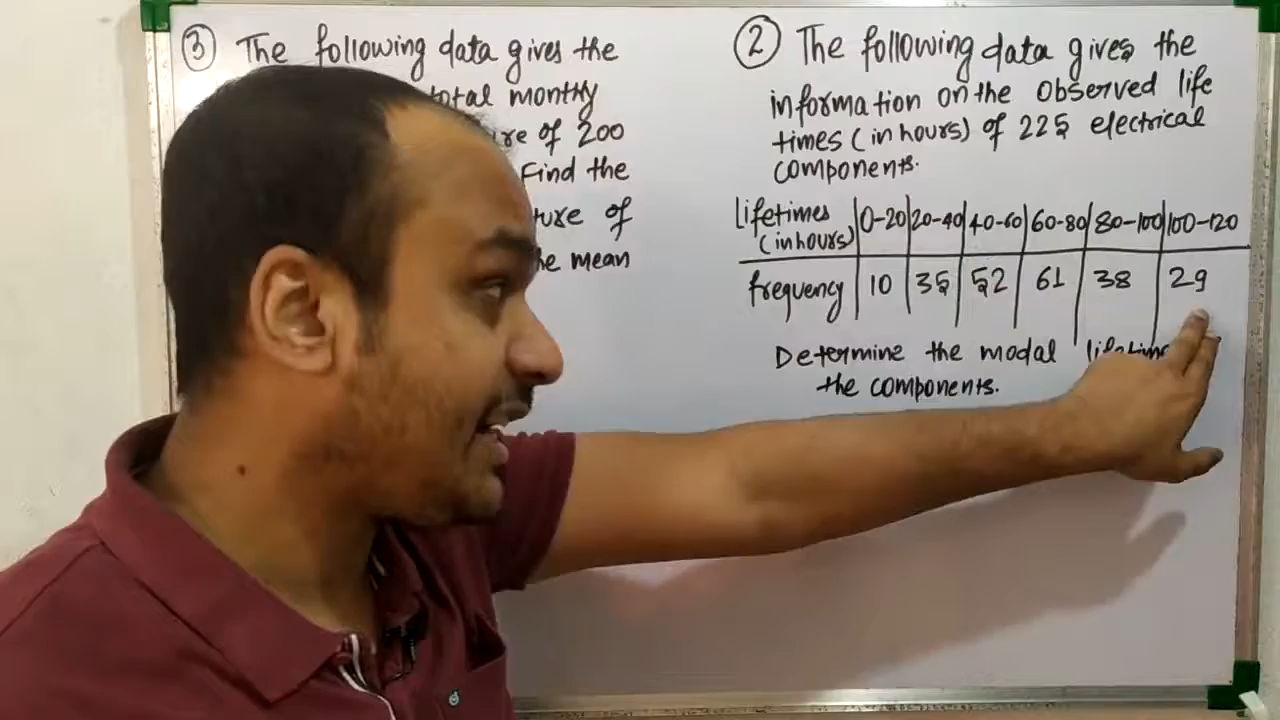 ③ The following data gives the
total montly
of 200
Find the
of
mean
② The following data gives the
information on the observed life
times (in hours) of 225 electrical
components.
lifetimes (in hours) | 0-20 | 20-40 | 40-60 | 60-80 | 80-100 | 100-120
frequency | 10 | 35 | 52 | 61 | 38 | 29
Determine the modal
the components.